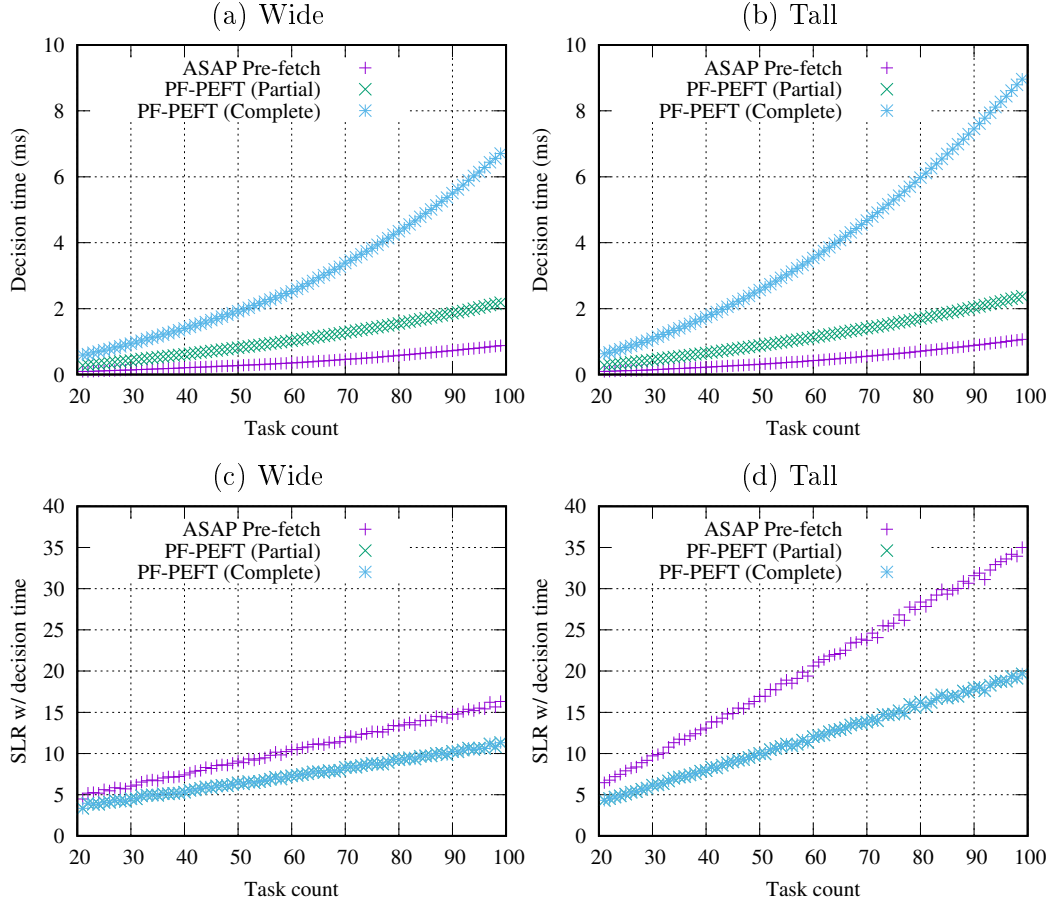 (a) Wide
10
8
6
4
2
0
Decision time (ms)
ASAP Pre-fetch
PF-PEFT (Partial)
PF-PEFT (Complete)
20 30 40 50 60 70 80 90 100
Task count
(b) Tall
10
8
6
4
2
0
Decision time (ms)
ASAP Pre-fetch
PF-PEFT (Partial)
PF-PEFT (Complete)
20 30 40 50 60 70 80 90 100
Task count
(c) Wide
40
35
30
25
20
15
10
5
0
SLR w/ decision time
ASAP Pre-fetch
PF-PEFT (Partial)
PF-PEFT (Complete)
20 30 40 50 60 70 80 90 100
Task count
(d) Tall
40
35
30
25
20
15
10
5
0
SLR w/ decision time
ASAP Pre-fetch
PF-PEFT (Partial)
PF-PEFT (Complete)
20 30 40 50 60 70 80 90 100
Task count